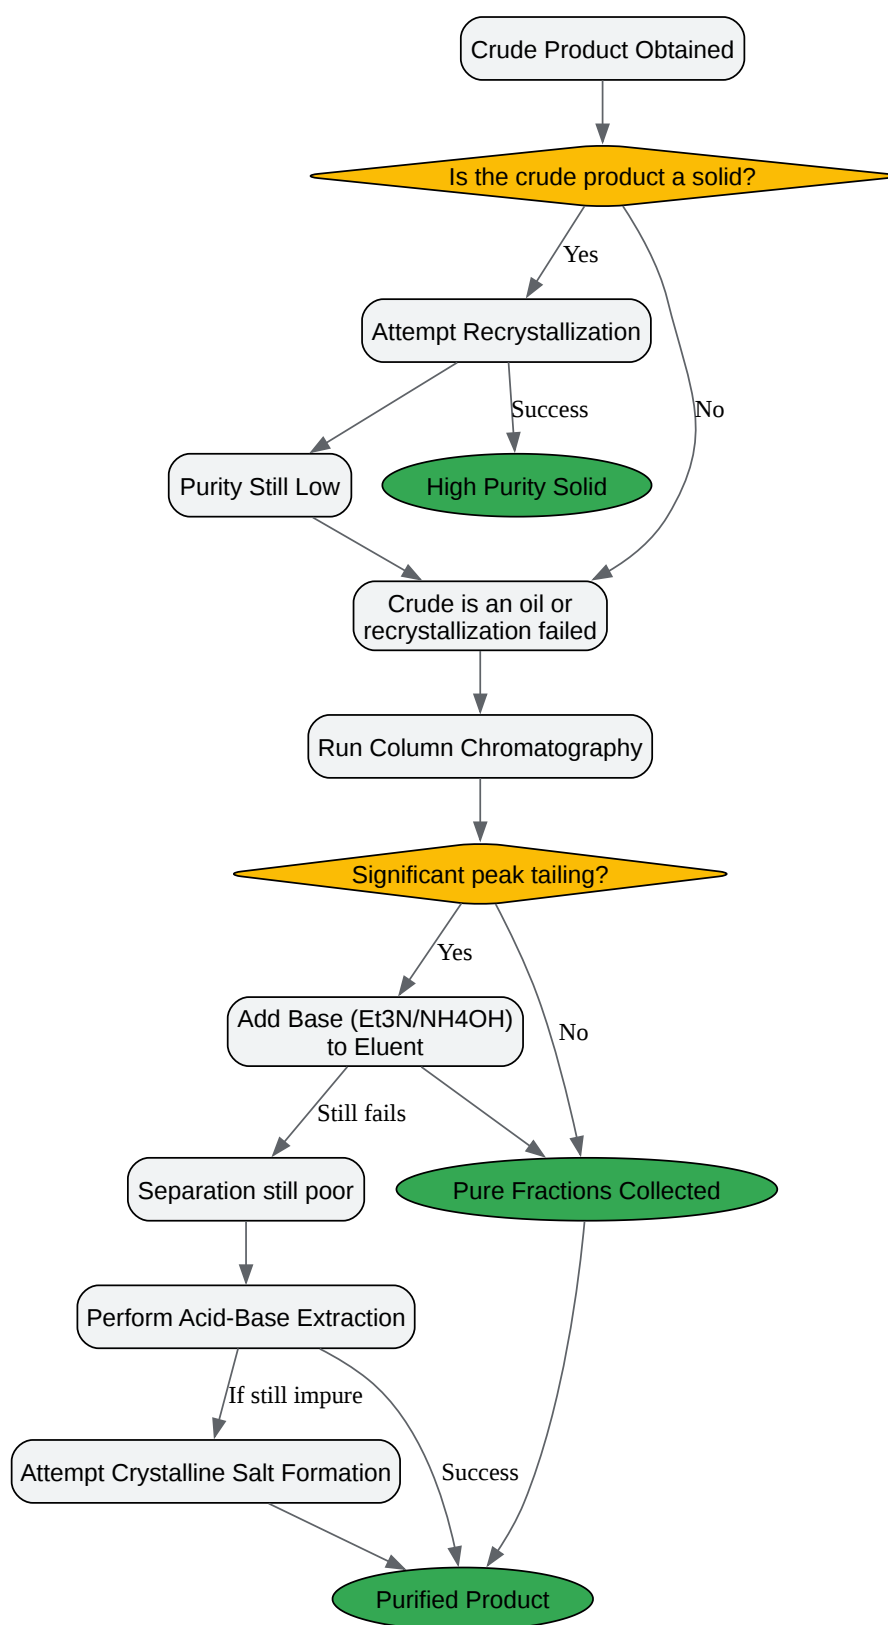 Crude Product Obtained
Is the crude product a solid?
Yes
Attempt Recrystallization
No
Success
Purity Still Low
High Purity Solid
Crude is an oil or
recrystallization failed
Run Column Chromatography
Significant peak tailing?
Yes
Add Base (Et3N/NH4OH)
to Eluent
No
Still fails
Separation still poor
Pure Fractions Collected
Perform Acid-Base Extraction
If still impure
Attempt Crystalline Salt Formation
Success
Purified Product